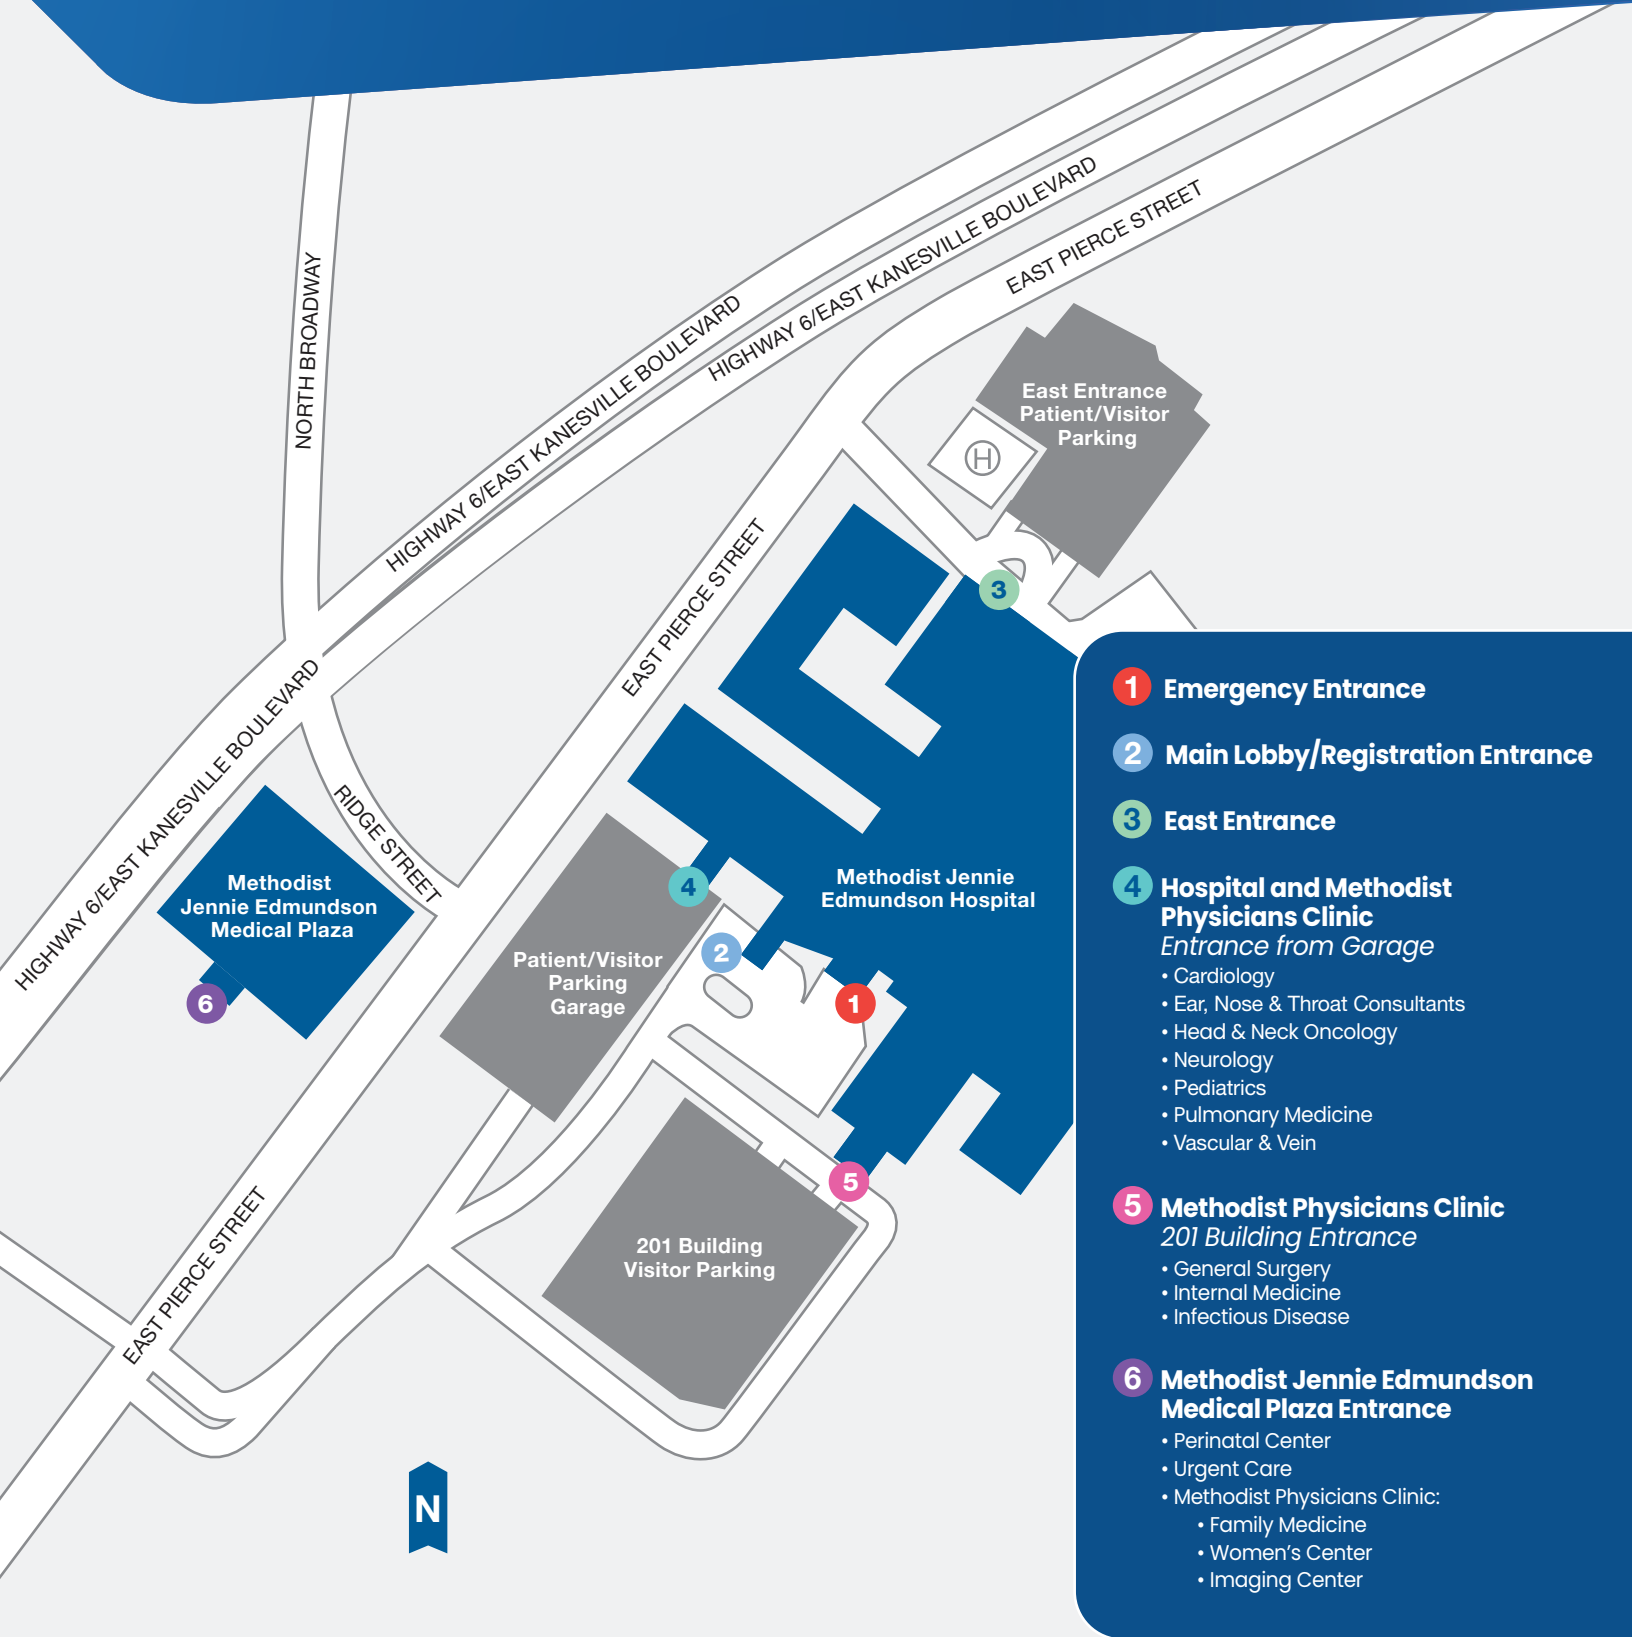 NORTH BROADWAY
HIGHWAY 6/EAST KANESVILLE BOULEVARD
HIGHWAY 6/EAST KANESVILLE BOULEVARD
EAST PIERCE STREET
East Entrance
Patient/Visitor
Parking
H
EAST PIERCE STREET
3
HIGHWAY 6/EAST KANESVILLE BOULEVARD
RIDGE STREET
Methodist
Jennie Edmundson
Medical Plaza
6
4
Methodist Jennie
Edmundson Hospital
2
Patient/Visitor
Parking
Garage
1
5
201 Building
Visitor Parking
EAST PIERCE STREET
N
1 Emergency Entrance
2 Main Lobby/Registration Entrance
3 East Entrance
4 Hospital and Methodist
Physicians Clinic
Entrance from Garage
• Cardiology
• Ear, Nose & Throat Consultants
• Head & Neck Oncology
• Neurology
• Pediatrics
• Pulmonary Medicine
• Vascular & Vein
5 Methodist Physicians Clinic
201 Building Entrance
• General Surgery
• Internal Medicine
• Infectious Disease
6 Methodist Jennie Edmundson
Medical Plaza Entrance
• Perinatal Center
• Urgent Care
• Methodist Physicians Clinic:
• Family Medicine
• Women's Center
• Imaging Center